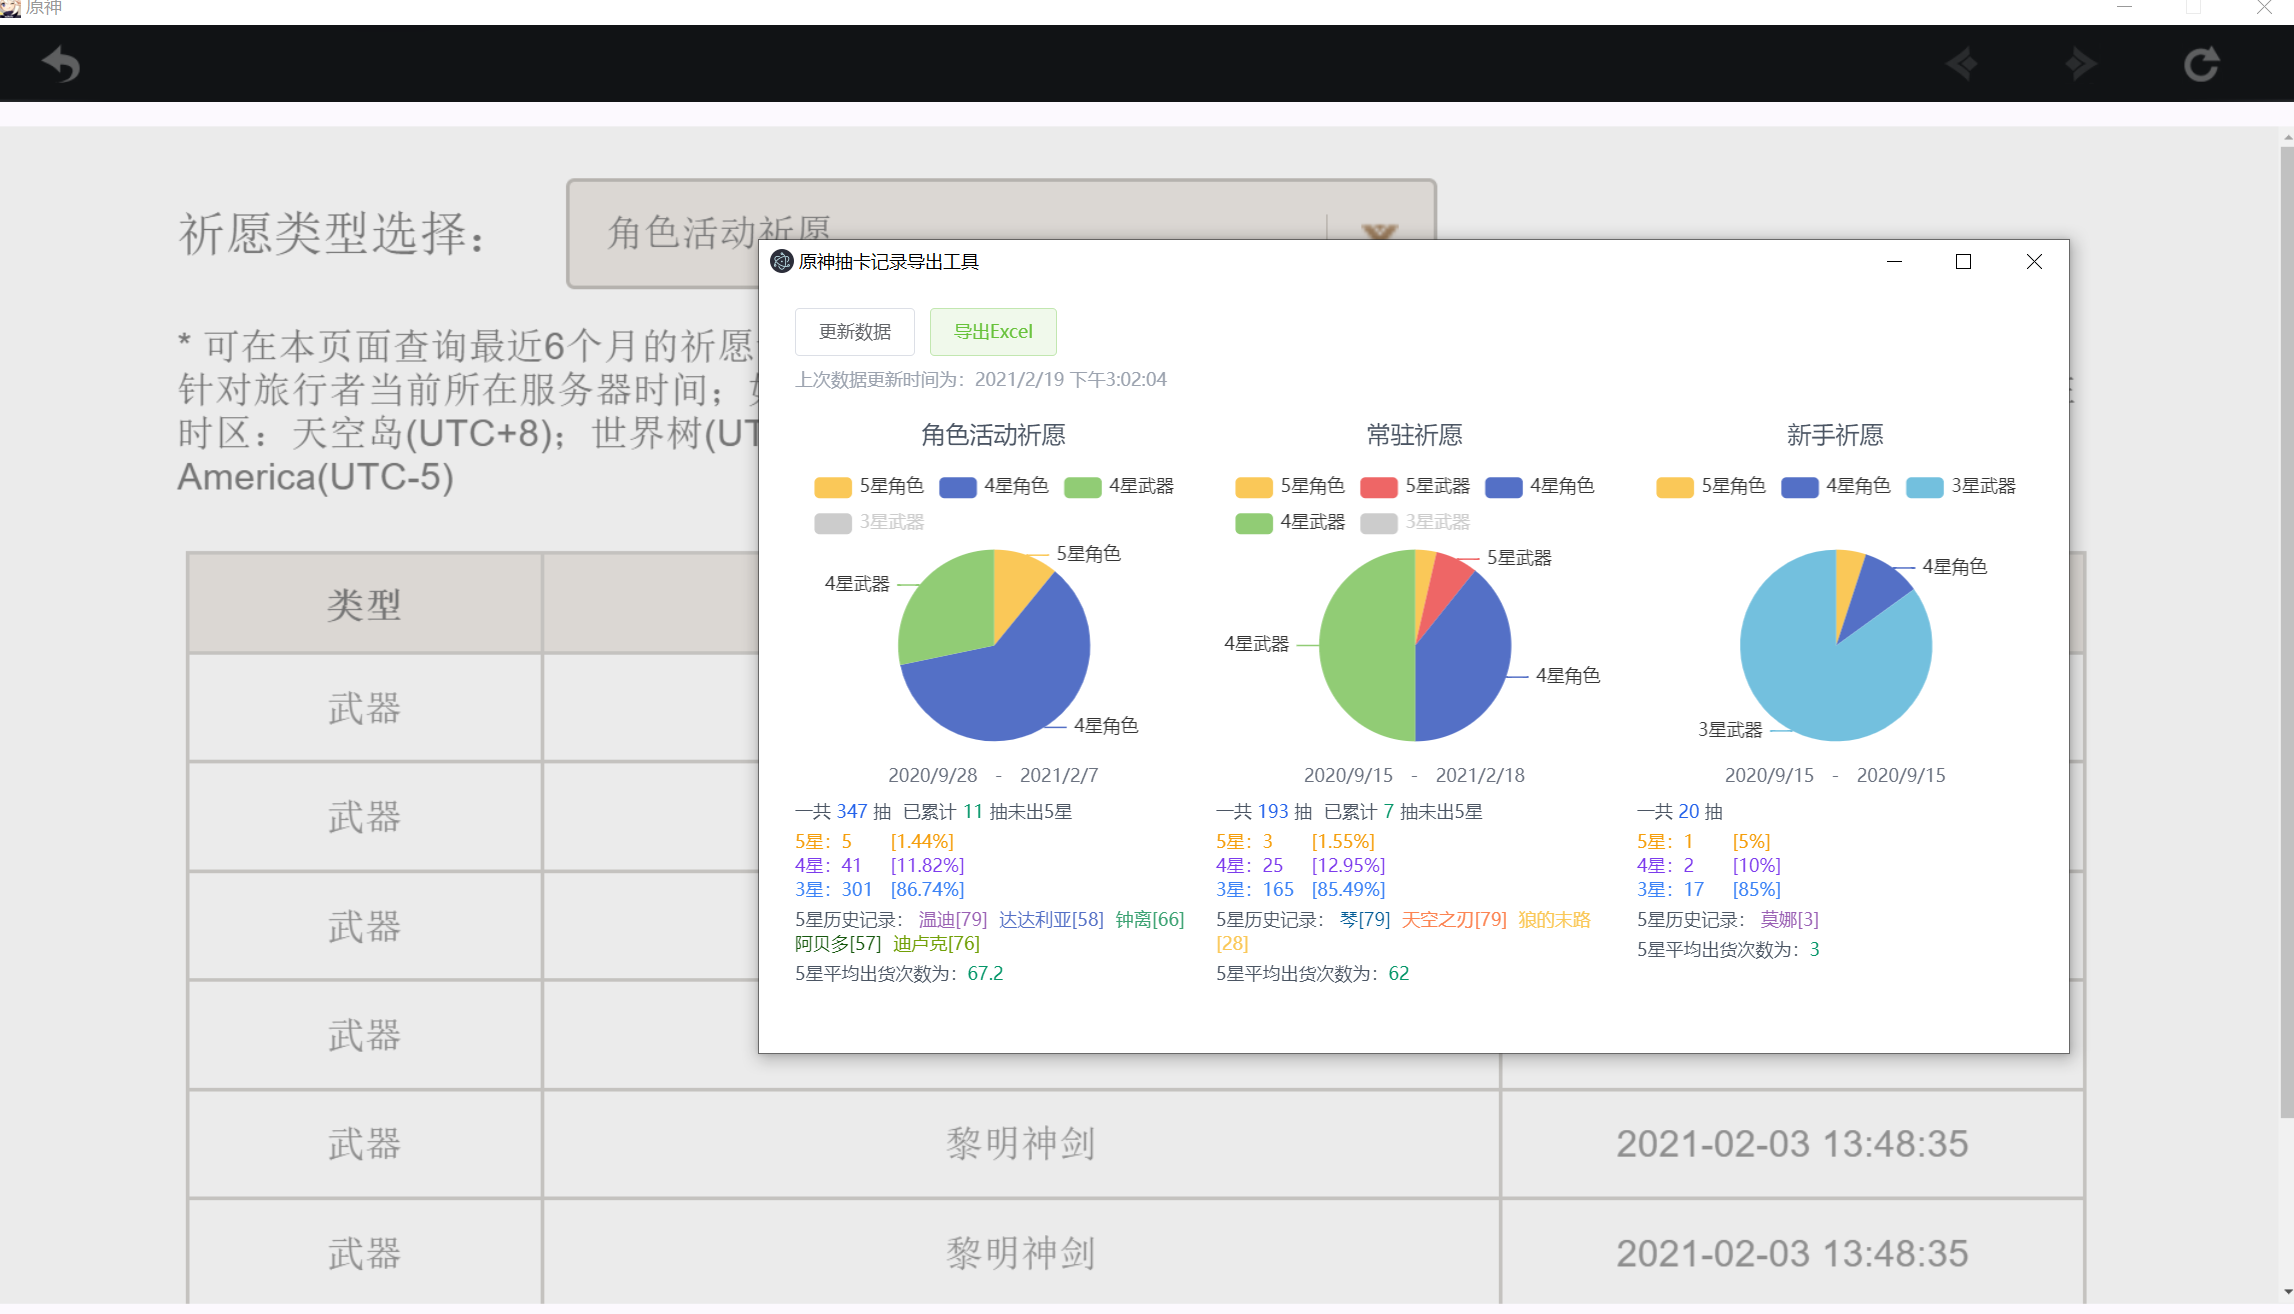 原神
祈愿类型选择：
角色活动祈愿
* 可在本页面查询最近6个月的祈愿
针对旅行者当前所在服务器时间；
时区：天空岛(UTC+8)；世界树(UT
America(UTC-5)
类型
武器
武器
武器
武器
武器
黎明神剑
2021-02-03 13:48:35
武器
黎明神剑
2021-02-03 13:48:35
原神抽卡记录导出工具
更新数据
导出Excel
上次数据更新时间为：2021/2/19 下午3:02:04
角色活动祈愿
5星角色 4星角色 4星武器
3星武器
5星角色
4星武器
4星角色
2020/9/28 - 2021/2/7
一共 347 抽 已累计 11 抽未出5星
5星：5 [1.44%]
4星：41 [11.82%]
3星：301 [86.74%]
5星历史记录： 温迪[79] 达达利亚[58] 钟离[66]
阿贝多[57] 迪卢克[76]
5星平均出货次数为：67.2
常驻祈愿
5星角色 5星武器 4星角色
4星武器 3星武器
5星武器
4星武器
4星角色
2020/9/15 - 2021/2/18
一共 193 抽 已累计 7 抽未出5星
5星：3 [1.55%]
4星：25 [12.95%]
3星：165 [85.49%]
5星历史记录： 琴[79] 天空之刃[79] 狼的末路
[28]
5星平均出货次数为：62
新手祈愿
5星角色 4星角色 3星武器
4星角色
3星武器
2020/9/15 - 2020/9/15
一共 20 抽
5星：1 [5%]
4星：2 [10%]
3星：17 [85%]
5星历史记录： 莫娜[3]
5星平均出货次数为：3